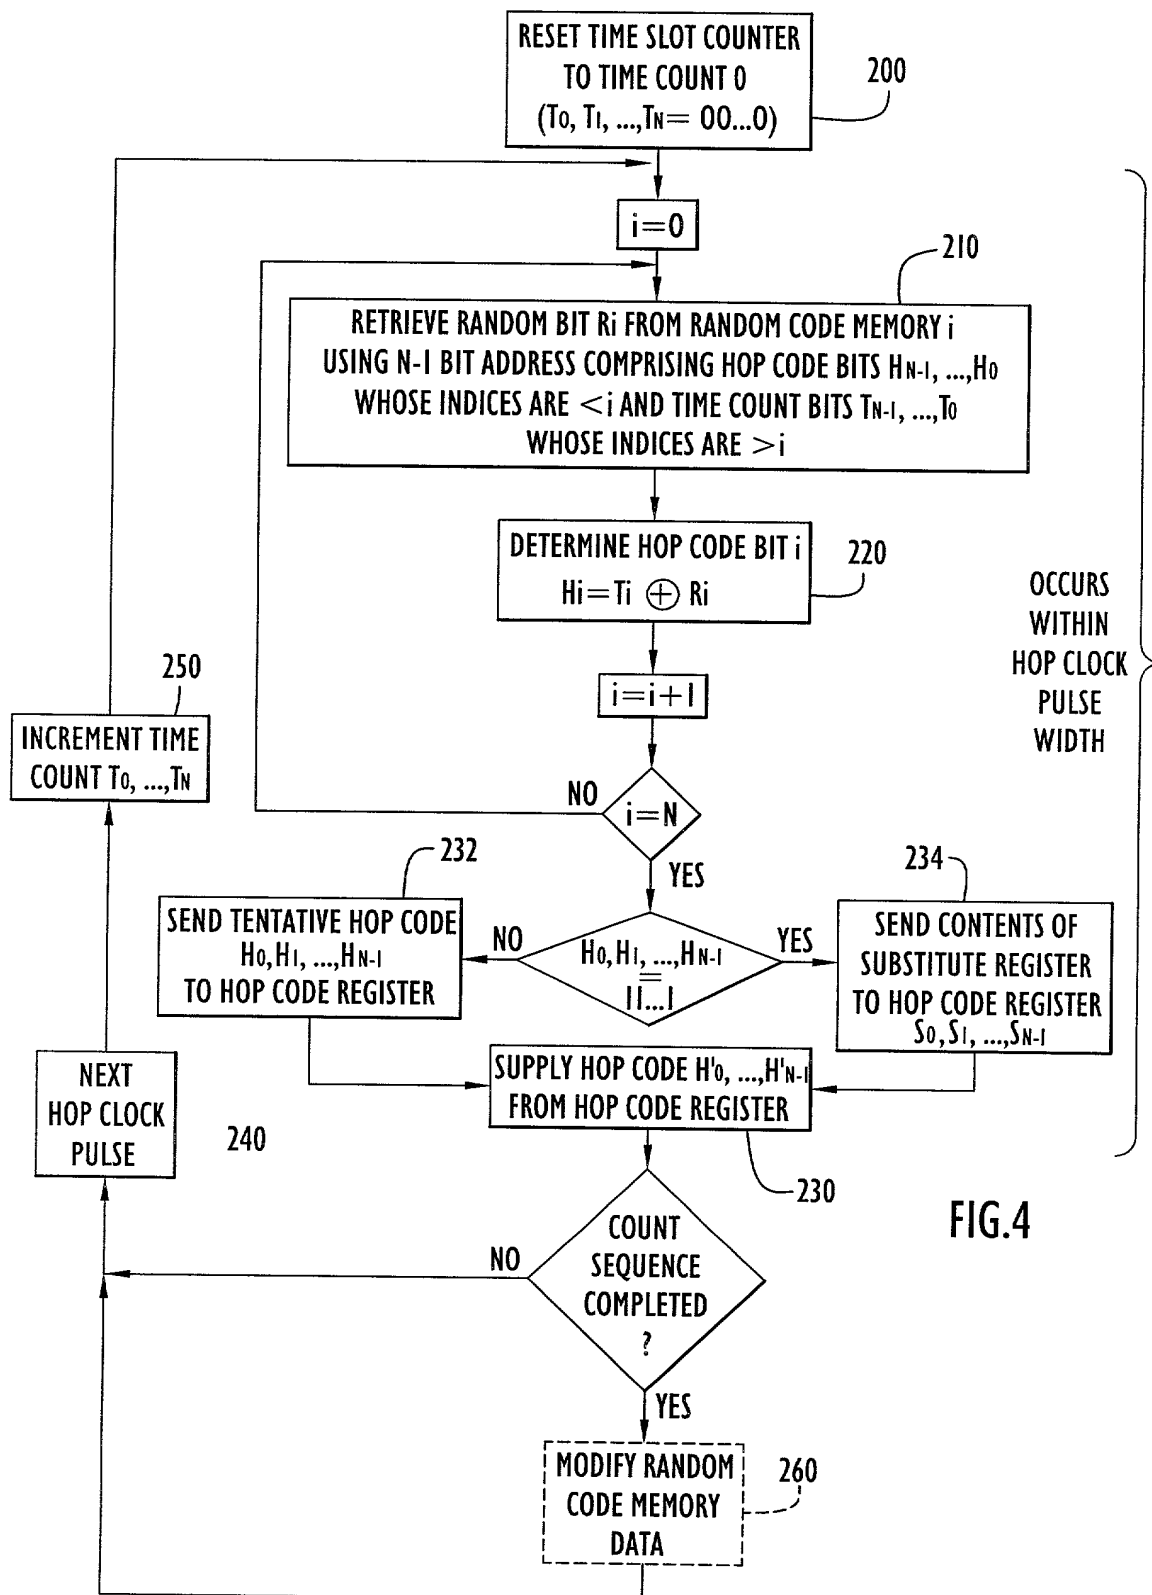 RESET TIME SLOT COUNTER
TO TIME COUNT 0
(T0, T1, ...,TN= 00...0)
200
i=0
210
RETRIEVE RANDOM BIT Ri FROM RANDOM CODE MEMORY i
USING N-1 BIT ADDRESS COMPRISING HOP CODE BITS HN-1, ...,H0
WHOSE INDICES ARE <i AND TIME COUNT BITS TN-1, ...,T0
WHOSE INDICES ARE >i
DETERMINE HOP CODE BIT i
Hi=Ti ⊕ Ri
220
OCCURS
WITHIN
HOP CLOCK
PULSE
WIDTH
i=i+1
250
INCREMENT TIME
COUNT T0, ...,TN
NO
i=N
YES
232
234
SEND TENTATIVE HOP CODE
H0,H1, ...,HN-1
TO HOP CODE REGISTER
NO
H0,H1, ...,HN-1
=
11...1
YES
SEND CONTENTS OF
SUBSTITUTE REGISTER
TO HOP CODE REGISTER
S0,S1, ...,SN-1
NEXT
HOP CLOCK
PULSE
240
SUPPLY HOP CODE H'0, ...,H'N-1
FROM HOP CODE REGISTER
230
FIG.4
NO
COUNT
SEQUENCE
COMPLETED
?
YES
MODIFY RANDOM
CODE MEMORY
DATA
260